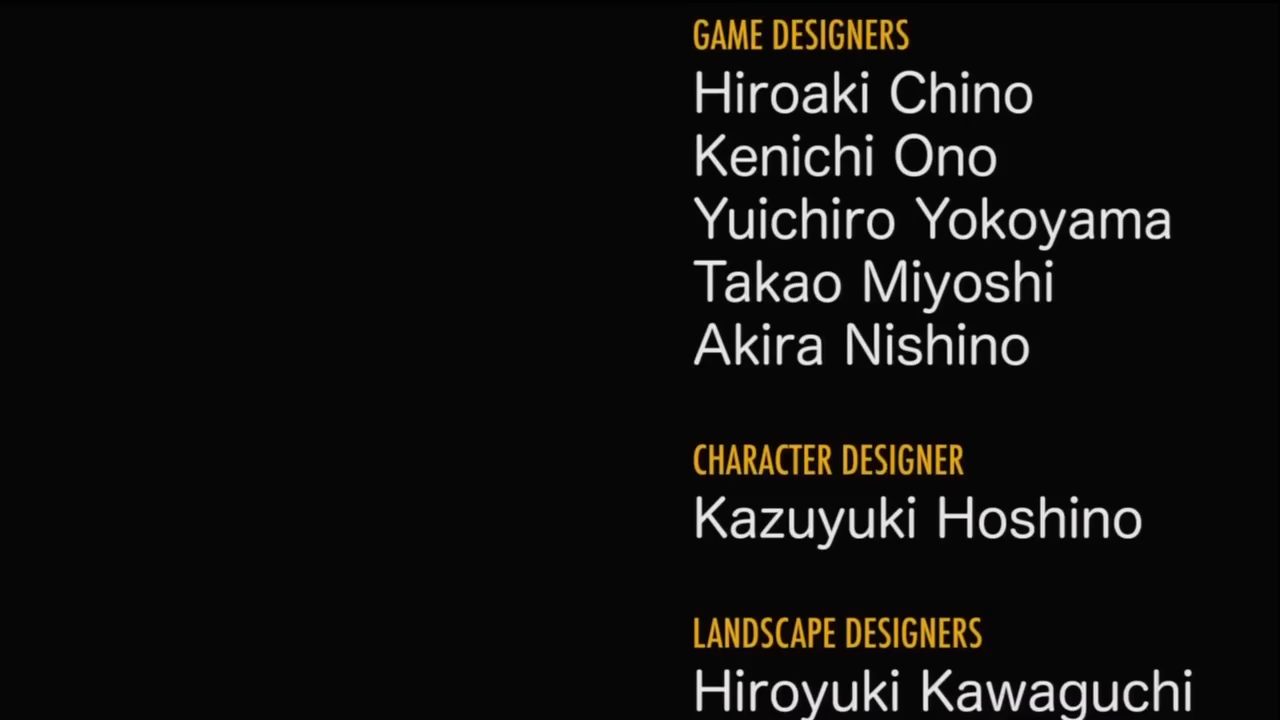 GAME DESIGNERS
Hiroaki Chino
Kenichi Ono
Yuichiro Yokoyama
Takao Miyoshi
Akira Nishino
CHARACTER DESIGNER
Kazuyuki Hoshino
LANDSCAPE DESIGNERS
Hiroyuki Kawaguchi